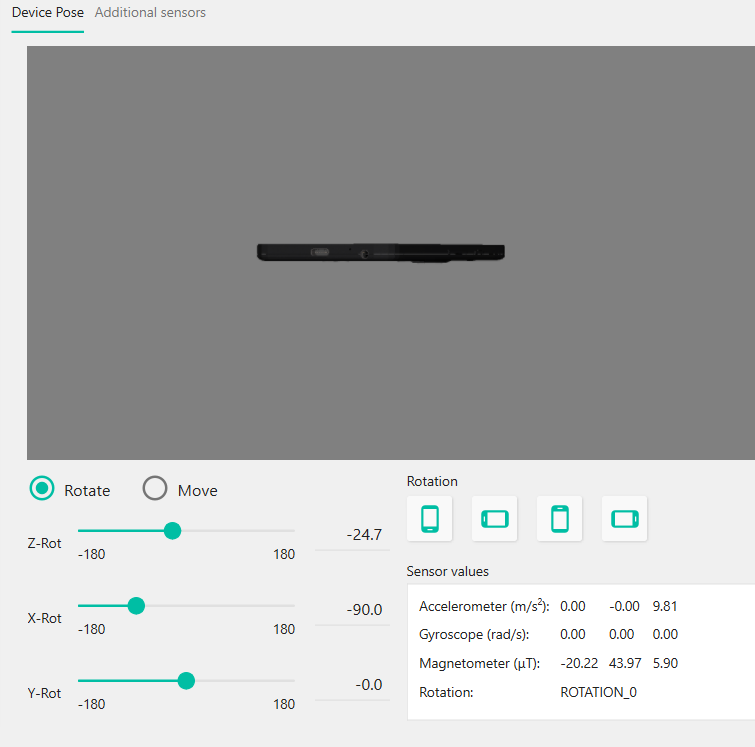 Device Pose Additional sensors
Rotate Move
Z-Rot -180 180 -24.7
X-Rot -180 180 -90.0
Y-Rot -180 180 -0.0
Rotation
Sensor values
Accelerometer (m/s²): 0.00 -0.00 9.81
Gyroscope (rad/s): 0.00 0.00 0.00
Magnetometer (μT): -20.22 43.97 5.90
Rotation: ROTATION_0